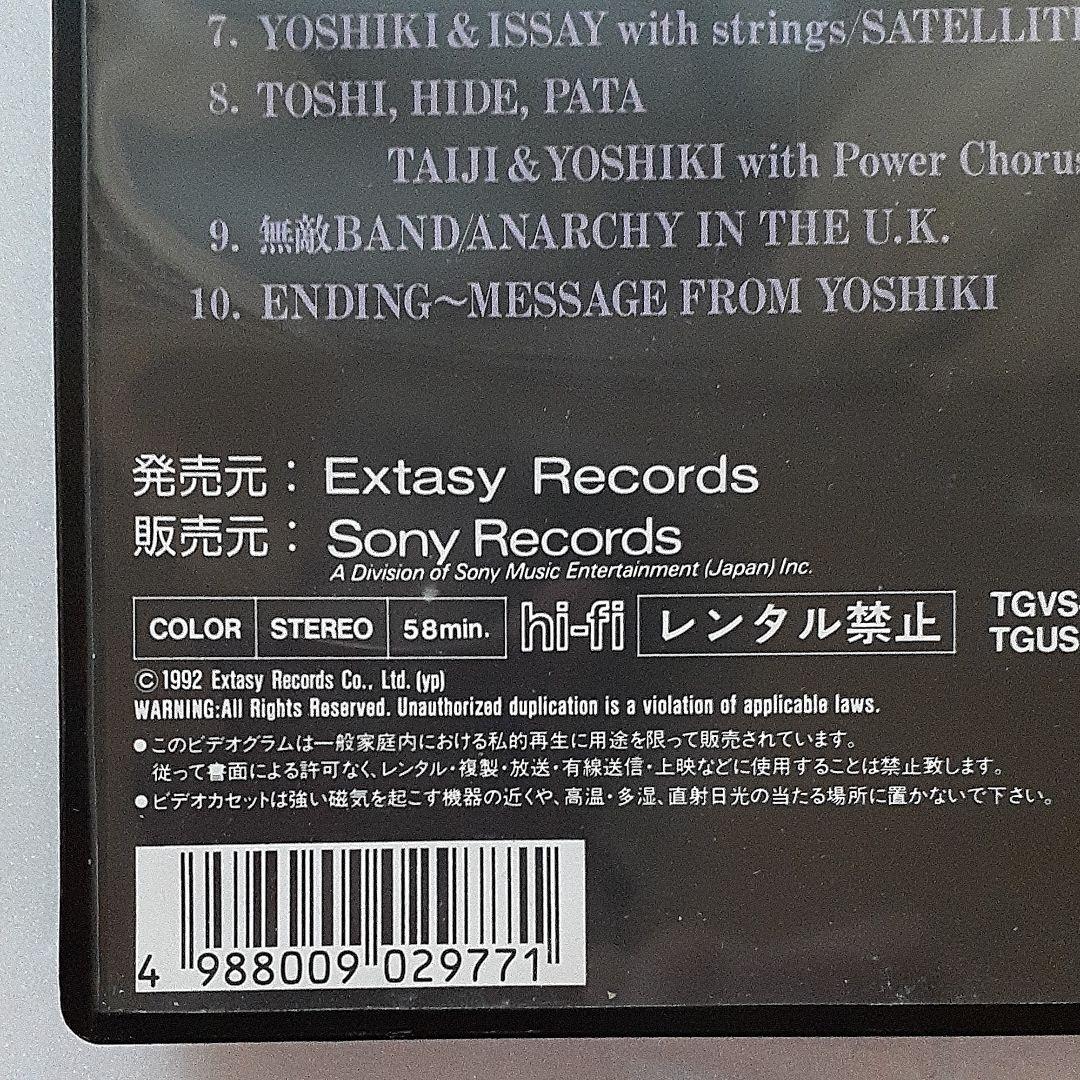 7. YOSHIKI & ISSAY with strings/SATELLITE
8. TOSHI, HIDE, PATA
TAIJI & YOSHIKI with Power Chorus
9. 無敵BAND/ANARCHY IN THE U.K.
10. ENDING～MESSAGE FROM YOSHIKI
発売元：Extasy Records
販売元：Sony Records
A Division of Sony Music Entertainment (Japan) Inc.
COLOR STEREO 58min. hi-fi レンタル禁止 TGVS
TGUS
©1992 Extasy Records Co., Ltd. (yp)
WARNING:All Rights Reserved. Unauthorized duplication is a violation of applicable laws.
●このビデオグラムは一般家庭内における私的再生に用途を限って販売されています。
従って書面による許可なく、レンタル・複製・放送・有線送信・上映などに使用することは禁止致します。
●ビデオカセットは強い磁気を起こす機器の近くや、高温・多湿、直射日光の当たる場所に置かないで下さい。
4 988009 029771